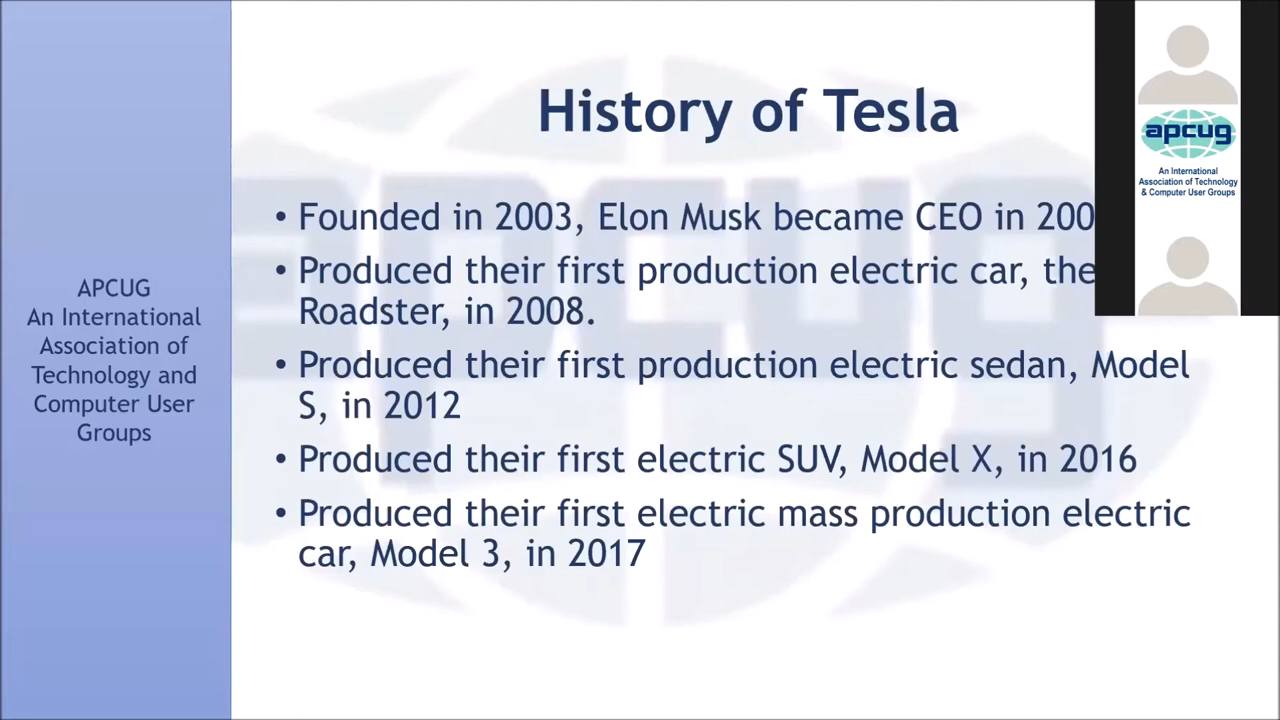 History of Tesla
• Founded in 2003, Elon Musk became CEO in 200
• Produced their first production electric car, the
Roadster, in 2008.
• Produced their first production electric sedan, Model
S, in 2012
• Produced their first electric SUV, Model X, in 2016
• Produced their first electric mass production electric
car, Model 3, in 2017
APCUG
An International
Association of
Technology and
Computer User
Groups
apcug
An International
Association of Technology
& Computer User Groups
apcug